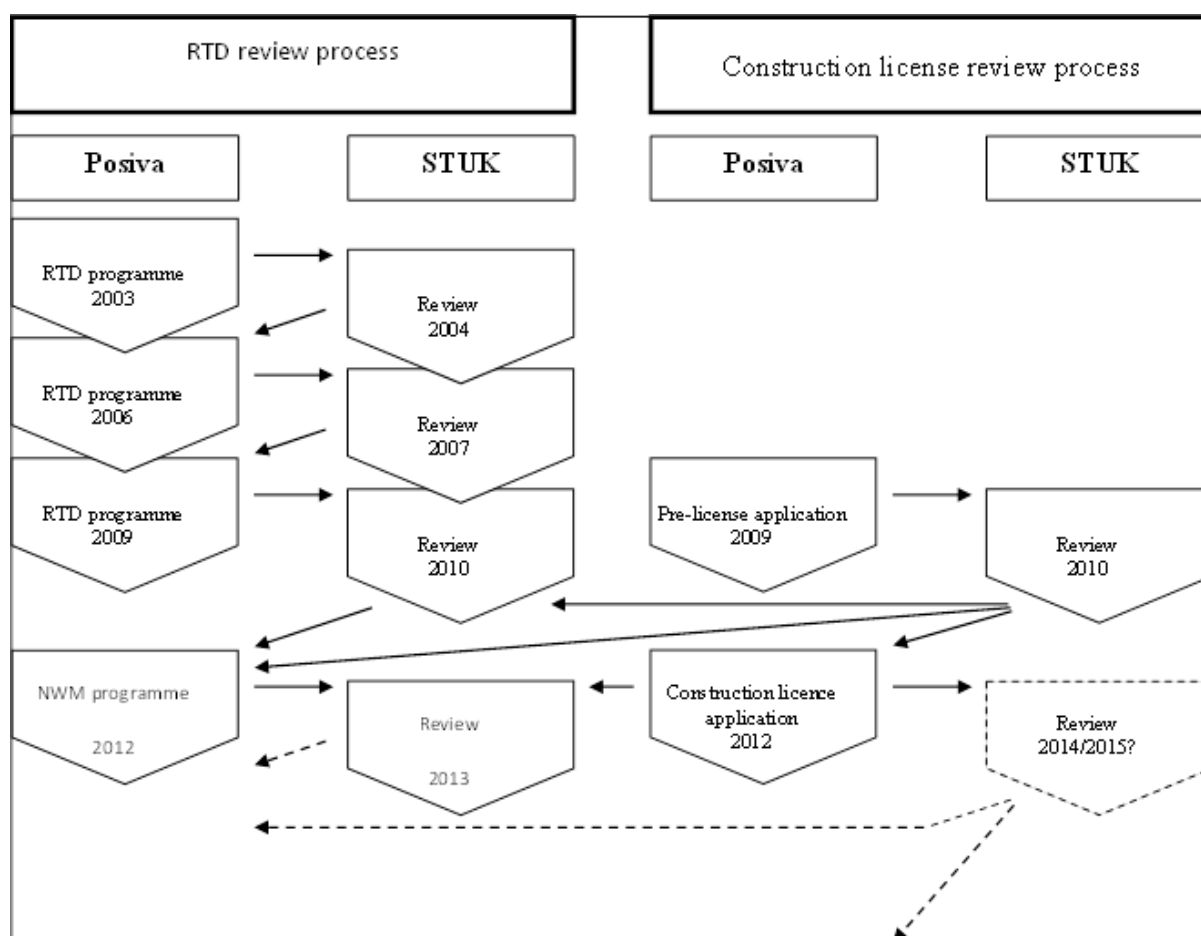 RTD review process
Construction license review process
Posiva
STUK
Posiva
STUK
RTD programme
2003
Review
2004
RTD programme
2006
Review
2007
RTD programme
2009
Review
2010
Pre-license application
2009
Review
2010
NWM programme
2012
Review
2013
Construction licence
application
2012
Review
2014/2015?